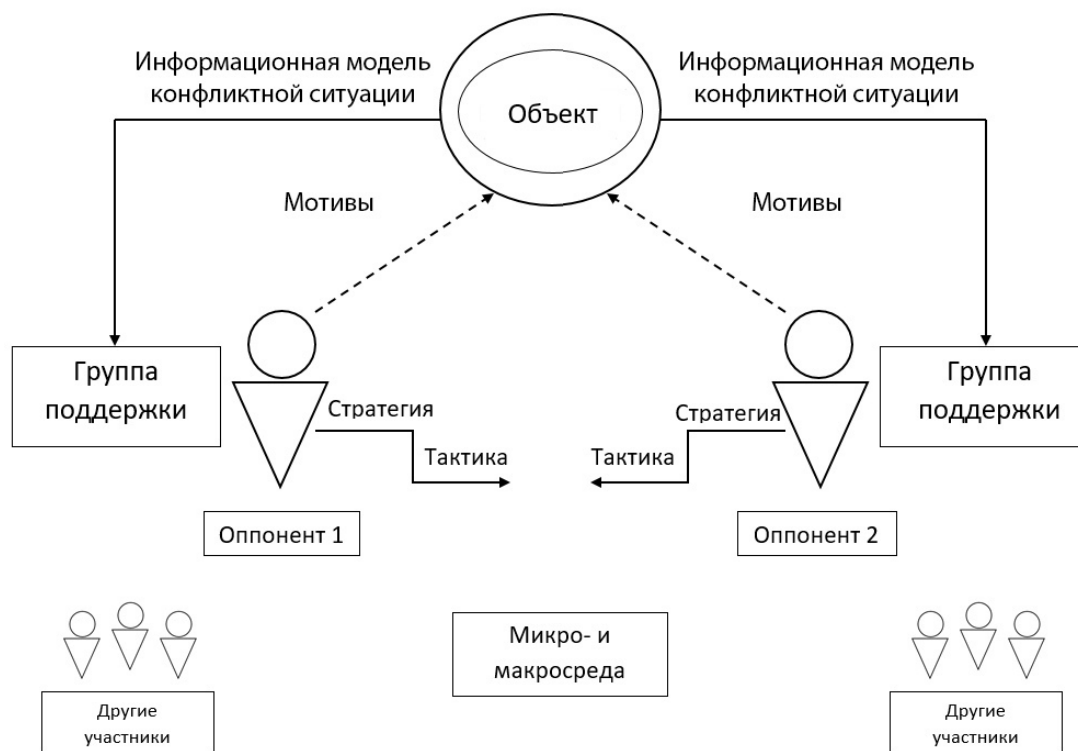 Информационная модель
конфликтной ситуации
Объект
Информационная модель
конфликтной ситуации
Мотивы
Мотивы
Группа
поддержки
Стратегия
Тактика
Стратегия
Тактика
Группа
поддержки
Оппонент 1
Оппонент 2
Микро- и
макросреда
Другие
участники
Другие
участники